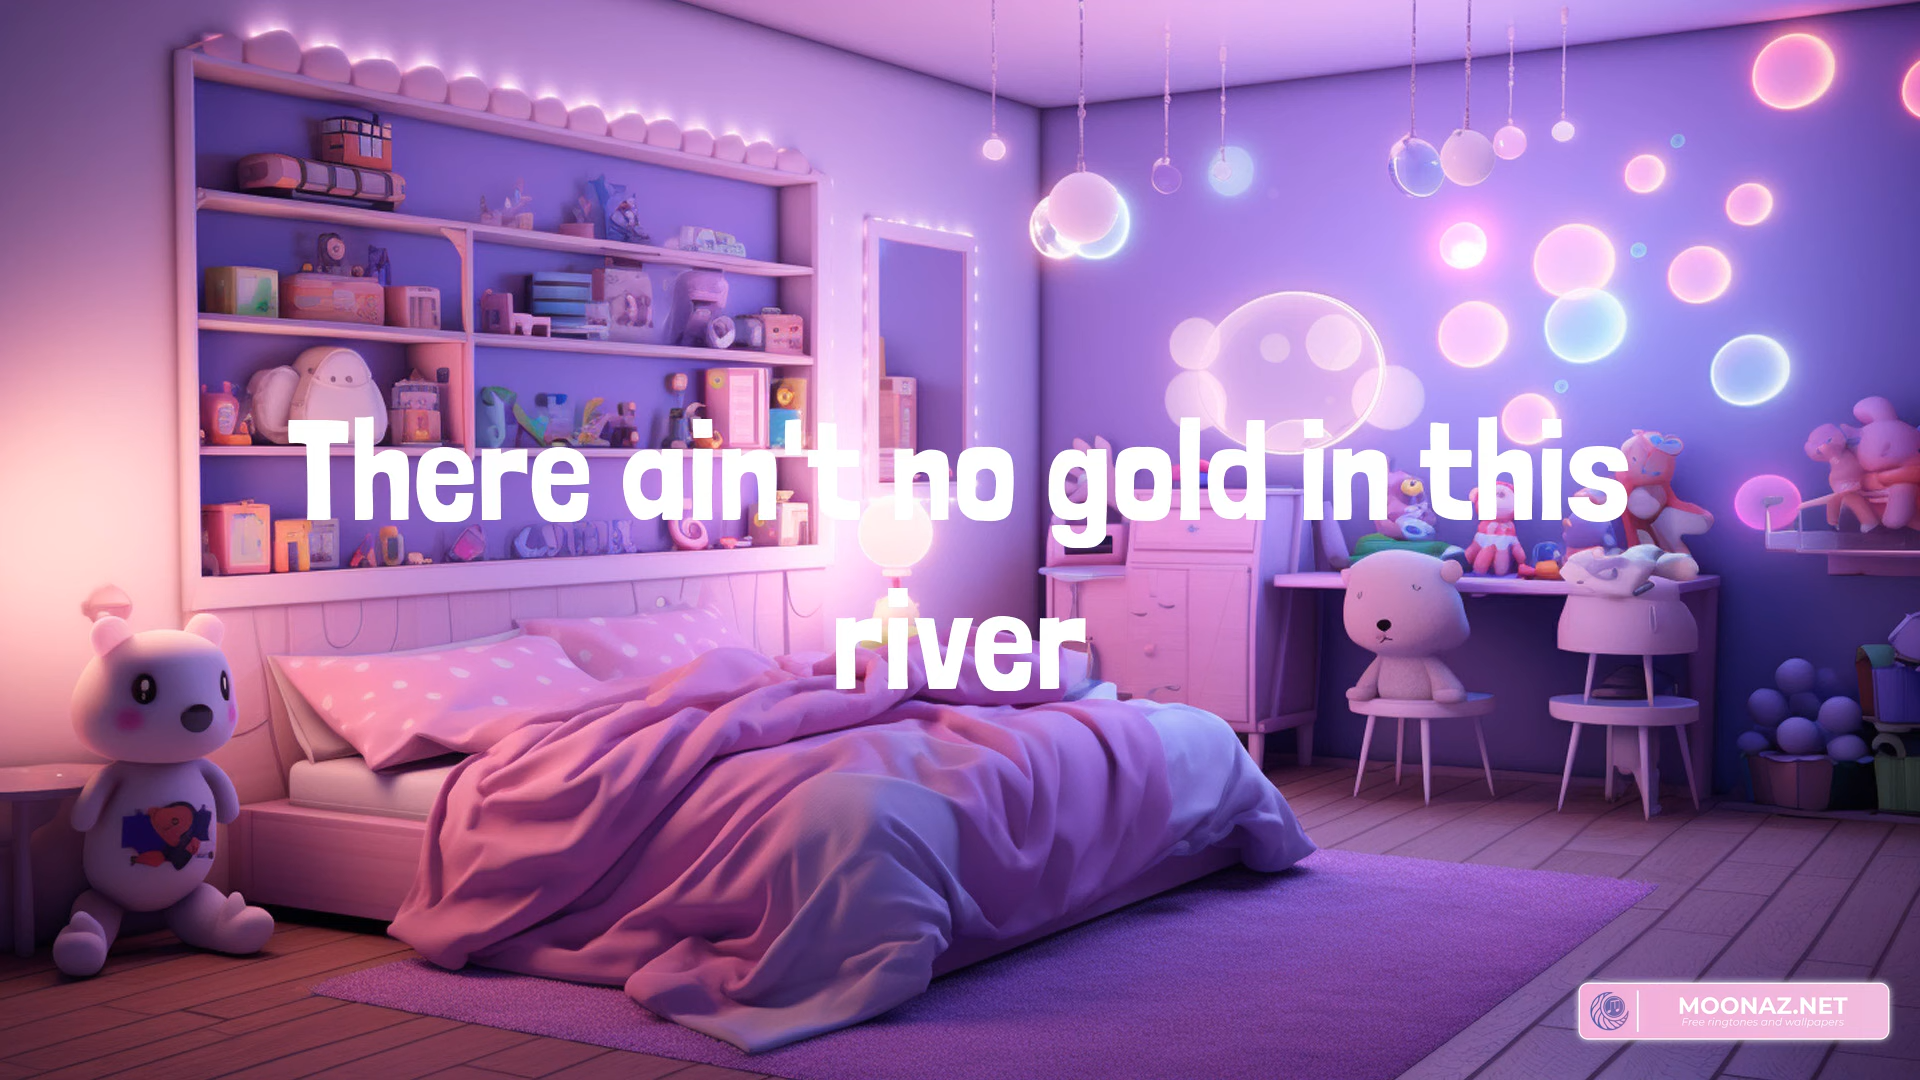 There ain't no gold in this
river
MOONAZ.NET
Free ringtones and wallpapers